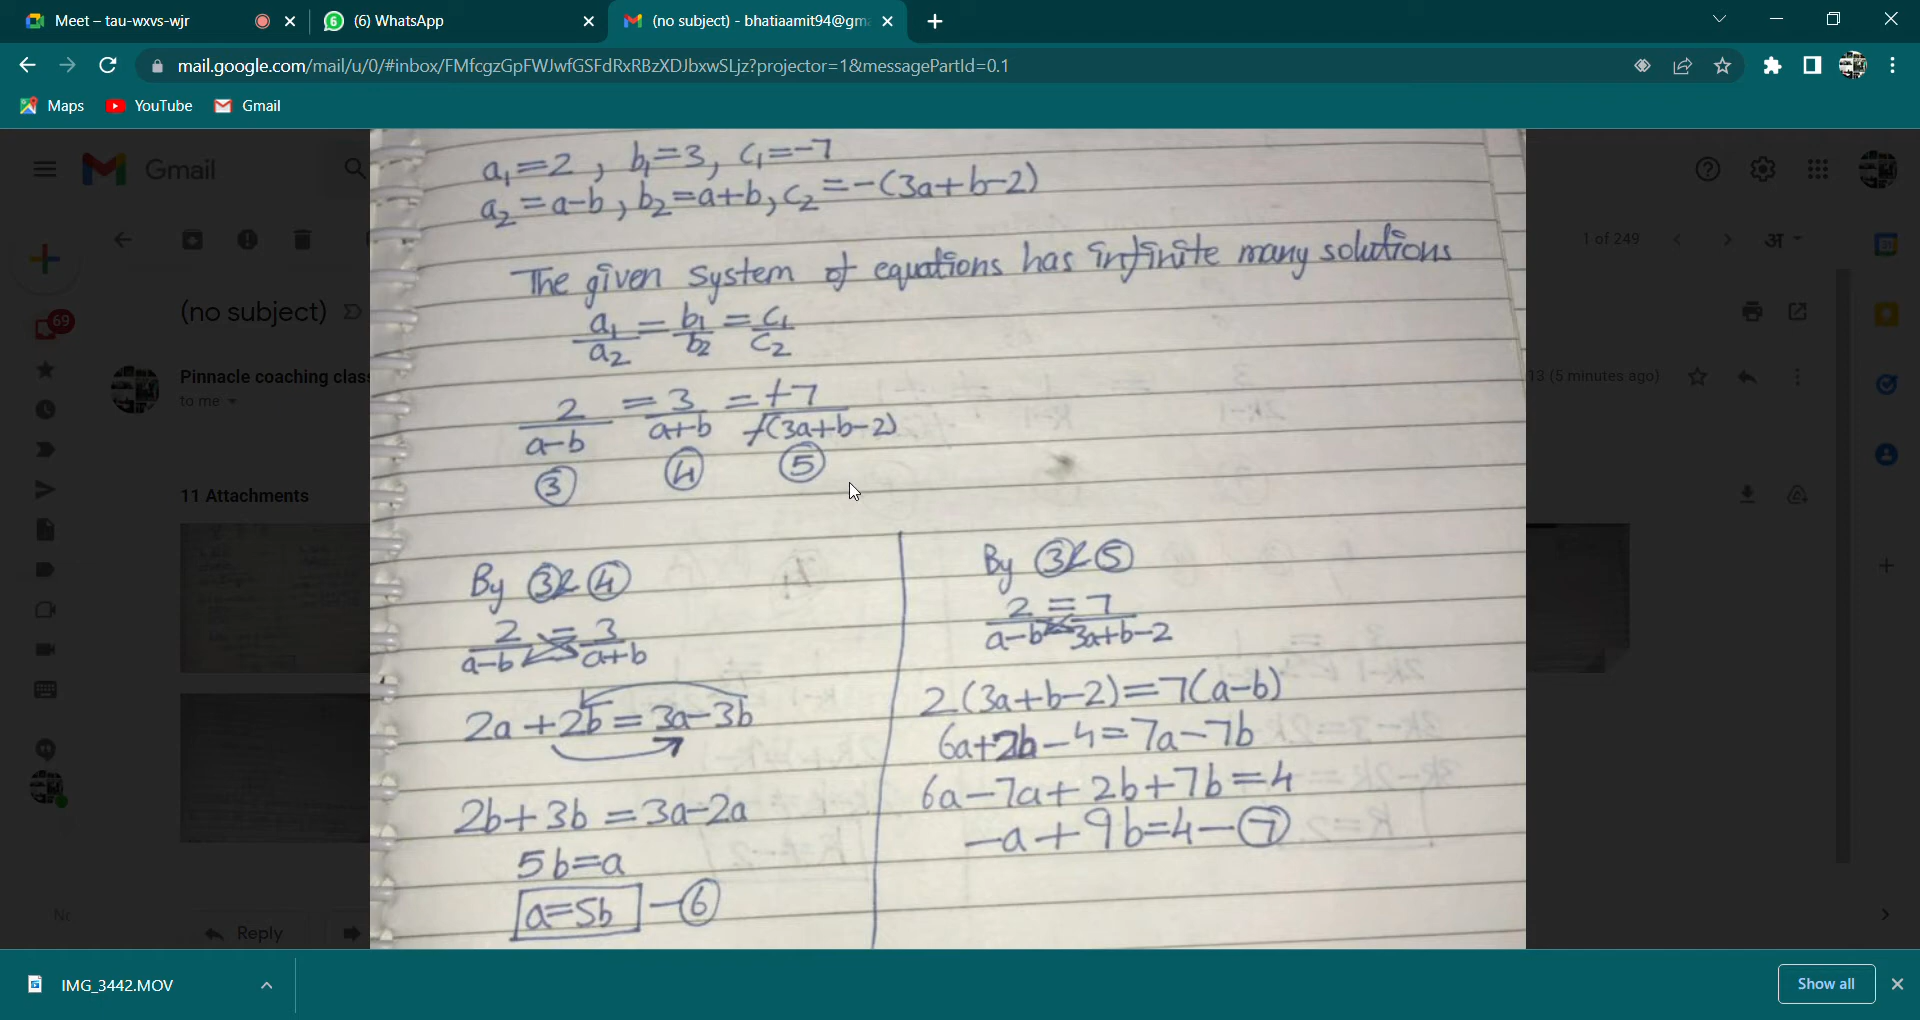 Meet – tau-wxvs-wjr
(6) WhatsApp
(no subject) - bhatiaamit94@gm
mail.google.com/mail/u/0/#inbox/FMfcgzGpFWJwfGSFdRxRBzXDJbxwSLjz?projector=1&messagePartId=0.1
Maps YouTube Gmail
Gmail
1 of 249
अ
69
(no subject)
Pinnacle coaching class
13 (5 minutes ago)
to me
11 Attachments
a₁=2, b₁=3, c₁=-7
a₂=a-b, b₂=a+b, c₂=-(3a+b-2)
The given system of equations has infinite many solutions
a₁/a₂ = b₁/b₂ = c₁/c₂
2/(a-b) = 3/(a+b) = +7/-(3a+b-2)
③ ④ ⑤
By ③ & ④
2/(a-b) = 3/(a+b)
2a+2b=3a-3b
2b+3b=3a-2a
5b=a
a=5b -⑥
By ③ & ⑤
2/(a-b) = 7/(3a+b-2)
2(3a+b-2)=7(a-b)
6a+2b-4=7a-7b
6a-7a+2b+7b=4
-a+9b=4-⑦
Reply
IMG_3442.MOV
Show all